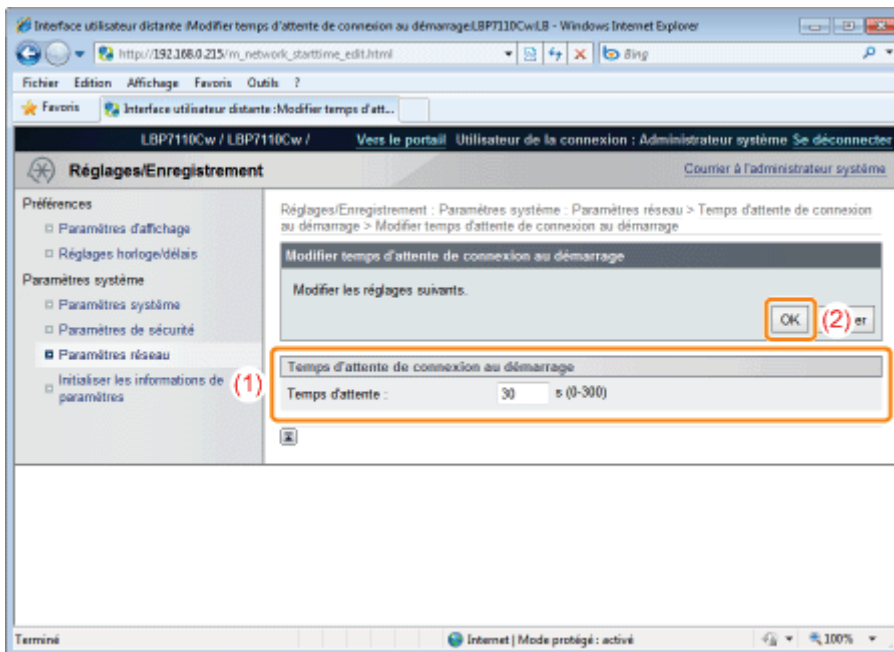 Interface utilisateur distante :Modifier temps d'attente de connexion au démarrage:LBP7110Cw:LB - Windows Internet Explorer
http://192.168.0.215/m_network_starttime_edit.html
Bing
Fichier Edition Affichage Favoris Outils ?
Favoris
Interface utilisateur distante :Modifier temps d'att...
LBP7110Cw / LBP7110Cw / Vers le portail Utilisateur de la connexion : Administrateur système Se déconnecter
Réglages/Enregistrement
Courrier à l'administrateur système
Préférences
Paramètres d'affichage
Réglages horloge/délais
Paramètres système
Paramètres système
Paramètres de sécurité
Paramètres réseau
Initialiser les informations de
paramètres
(1)
Réglages/Enregistrement : Paramètres système : Paramètres réseau > Temps d'attente de connexion
au démarrage > Modifier temps d'attente de connexion au démarrage
Modifier temps d'attente de connexion au démarrage
Modifier les réglages suivants.
OK (2) er
Temps d'attente de connexion au démarrage
Temps d'attente : 30 s (0-300)
Terminé
Internet | Mode protégé : activé
100%